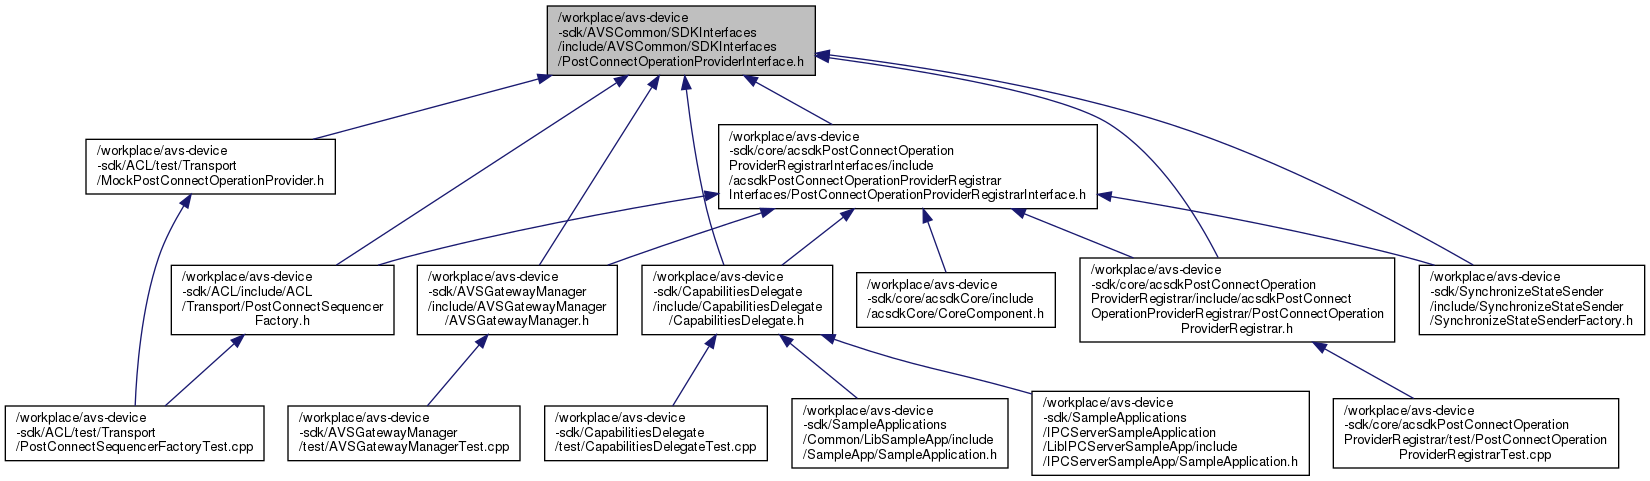 /workplace/avs-device
-sdk/AVSCommon/SDKInterfaces
/include/AVSCommon/SDKInterfaces
/PostConnectOperationProviderInterface.h
/workplace/avs-device
-sdk/ACL/test/Transport
/MockPostConnectOperationProvider.h
/workplace/avs-device
-sdk/core/acsdkPostConnectOperation
ProviderRegistrarInterfaces/include
/acsdkPostConnectOperationProviderRegistrar
Interfaces/PostConnectOperationProviderRegistrarInterface.h
/workplace/avs-device
-sdk/ACL/include/ACL
/Transport/PostConnectSequencer
Factory.h
/workplace/avs-device
-sdk/AVSGatewayManager
/include/AVSGatewayManager
/AVSGatewayManager.h
/workplace/avs-device
-sdk/CapabilitiesDelegate
/include/CapabilitiesDelegate
/CapabilitiesDelegate.h
/workplace/avs-device
-sdk/core/acsdkCore/include
/acsdkCore/CoreComponent.h
/workplace/avs-device
-sdk/core/acsdkPostConnectOperation
ProviderRegistrar/include/acsdkPostConnect
OperationProviderRegistrar/PostConnectOperation
ProviderRegistrar.h
/workplace/avs-device
-sdk/SynchronizeStateSender
/include/SynchronizeStateSender
/SynchronizeStateSenderFactory.h
/workplace/avs-device
-sdk/ACL/test/Transport
/PostConnectSequencerFactoryTest.cpp
/workplace/avs-device
-sdk/AVSGatewayManager
/test/AVSGatewayManagerTest.cpp
/workplace/avs-device
-sdk/CapabilitiesDelegate
/test/CapabilitiesDelegateTest.cpp
/workplace/avs-device
-sdk/SampleApplications
/Common/LibSampleApp/include
/SampleApp/SampleApplication.h
/workplace/avs-device
-sdk/SampleApplications
/IPCServerSampleApplication
/LibIPCServerSampleApp/include
/IPCServerSampleApp/SampleApplication.h
/workplace/avs-device
-sdk/core/acsdkPostConnectOperation
ProviderRegistrar/test/PostConnectOperation
ProviderRegistrarTest.cpp